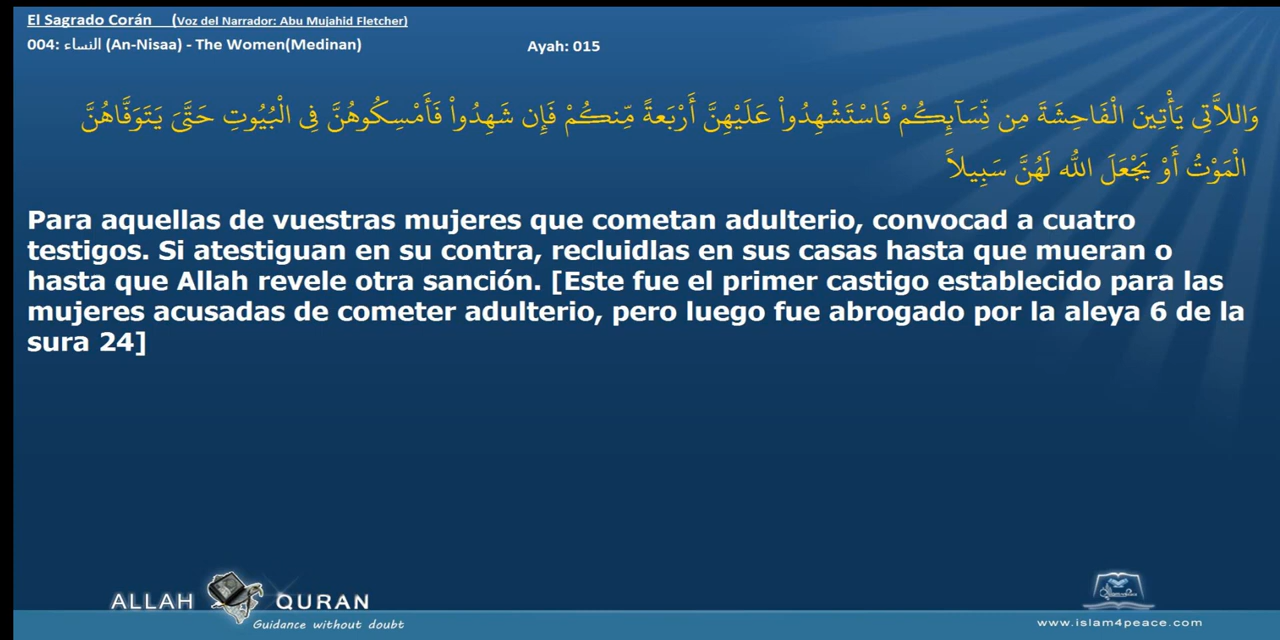 El Sagrado Corán (Voz del Narrador: Abu Mujahid Fletcher)
004: النساء (An-Nisaa) - The Women(Medinan) Ayah: 015
وَاللاَّتِي يَأْتِينَ الْفَاحِشَةَ مِن نِّسَآئِكُمْ فَاسْتَشْهِدُواْ عَلَيْهِنَّ أَرْبَعةً مِّنكُمْ فَإِن شَهِدُواْ فَأَمْسِكُوهُنَّ فِي الْبُيُوتِ حَتَّىَ يَتَوَفَّاهُنَّ
الْمَوْتُ أَوْ يَجْعَلَ اللّه لَهُنَّ سَبِيلاً
Para aquellas de vuestras mujeres que cometan adulterio, convocad a cuatro
testigos. Si atestiguan en su contra, recluidlas en sus casas hasta que mueran o
hasta que Allah revele otra sanción. [Este fue el primer castigo establecido para las
mujeres acusadas de cometer adulterio, pero luego fue abrogado por la aleya 6 de la
sura 24]
ALLAH QURAN
Guidance without doubt
www.islam4peace.com